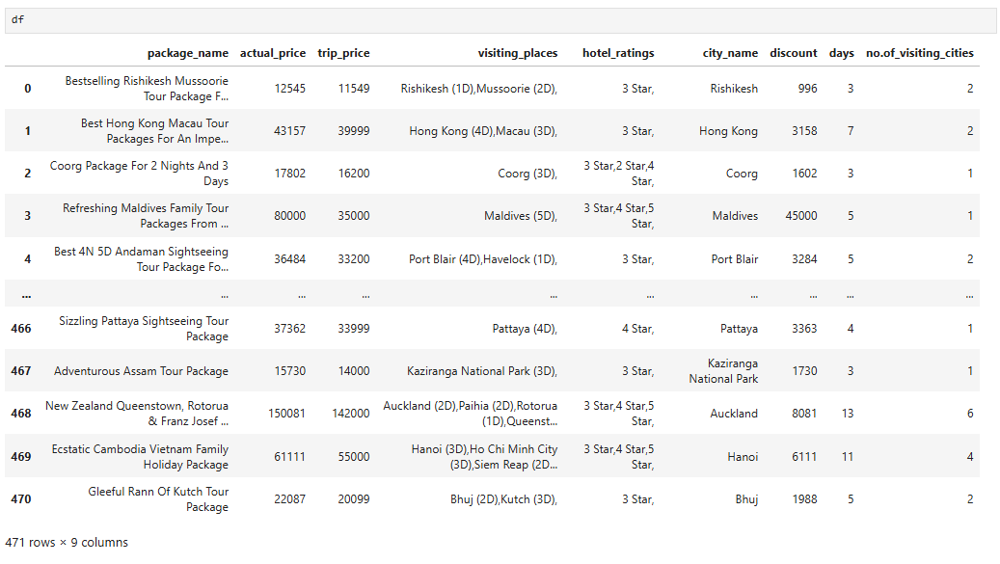 df
package_name actual_price trip_price visiting_places hotel_ratings city_name discount days no.of_visiting_cities
0 Bestselling Rishikesh Mussoorie Tour Package F... 12545 11549 Rishikesh (1D),Mussoorie (2D), 3 Star, Rishikesh 996 3 2
1 Best Hong Kong Macau Tour Packages For An Impe... 43157 39999 Hong Kong (4D),Macau (3D), 3 Star, Hong Kong 3158 7 2
2 Coorg Package For 2 Nights And 3 Days 17802 16200 Coorg (3D), 3 Star,2 Star,4 Star, Coorg 1602 3 1
3 Refreshing Maldives Family Tour Packages From ... 80000 35000 Maldives (5D), 3 Star,4 Star,5 Star, Maldives 45000 5 1
4 Best 4N 5D Andaman Sightseeing Tour Package Fo... 36484 33200 Port Blair (4D),Havelock (1D), 3 Star, Port Blair 3284 5 2
... ... ... ... ... ... ... ... ... ...
466 Sizzling Pattaya Sightseeing Tour Package 37362 33999 Pattaya (4D), 4 Star, Pattaya 3363 4 1
467 Adventurous Assam Tour Package 15730 14000 Kaziranga National Park (3D), 3 Star, Kaziranga National Park 1730 3 1
468 New Zealand Queenstown, Rotorua & Franz Josef ... 150081 142000 Auckland (2D),Paihia (2D),Rotorua (1D),Queenst... 3 Star,4 Star,5 Star, Auckland 8081 13 6
469 Ecstatic Cambodia Vietnam Family Holiday Package 61111 55000 Hanoi (3D),Ho Chi Minh City (3D),Siem Reap (2D... 3 Star,4 Star,5 Star, Hanoi 6111 11 4
470 Gleeful Rann Of Kutch Tour Package 22087 20099 Bhuj (2D),Kutch (3D), 3 Star, Bhuj 1988 5 2
471 rows × 9 columns